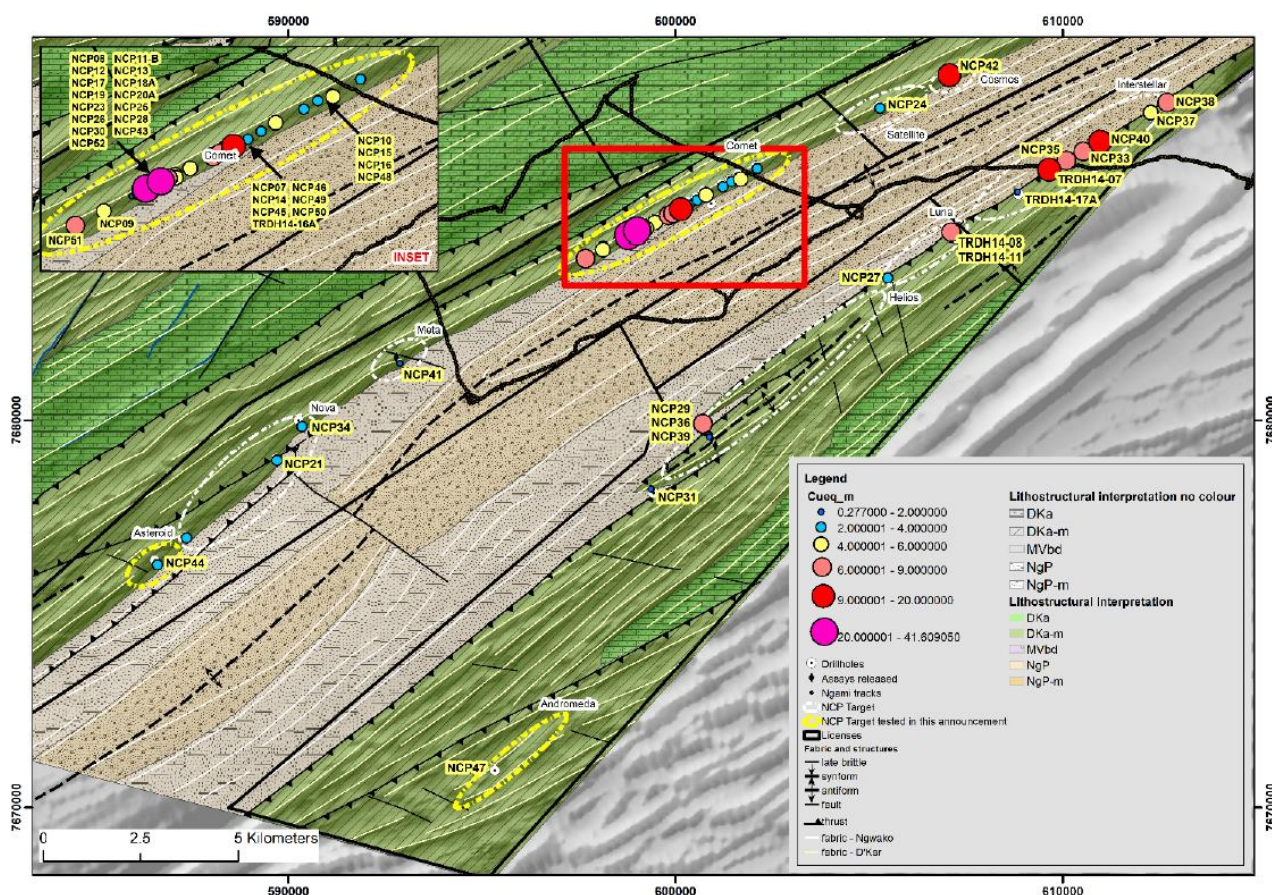 590000
600000
610000
NCP08 NCP11-B
NCP12 NCP13
NCP17 NCP18A
NCP19 NCP20A
NCP23 NCP25
NCP26 NCP28
NCP30 NCP43
NCP52
Comet
NCP10
NCP15
NCP16
NCP48
NCP07 NCP46
NCP14 NCP49
NCP45 NCP50
TRDH14-16A
NCP09
NCP51
INSET
NCP42
Cosmos
NCP24
Satellite
Interstellar
NCP38
NCP37
NCP40
NCP35
NCP33
TRDH14-07
TRDH14-17A
Comet
Luna
TRDH14-08
TRDH14-11
NCP27
Helios
Meta
NCP41
7680000
7680000
Nova
NCP34
NCP21
NCP29
NCP36
NCP39
NCP31
Asteroid
NCP44
Andromeda
NCP47
7670000
7670000
0 2.5 5 Kilometers
Legend
Cueq_m
0.277000 - 2.000000
2.000001 - 4.000000
4.000001 - 6.000000
6.000001 - 9.000000
9.000001 - 20.000000
20.000001 - 41.609050
Drillholes
Assays released
Ngami tracks
NCP Target
NCP Target tested in this announcement
Licenses
Fabric and structures
late brittle
synform
antiform
fault
thrust
fabric - Ngwako
fabric - D'Kar
Lithostructural interpretation no colour
DKa
DKa-m
MVbd
NgP
NgP-m
Lithostructural Interpretation
DKa
DKa-m
MVbd
NgP
NgP-m
590000
600000
610000